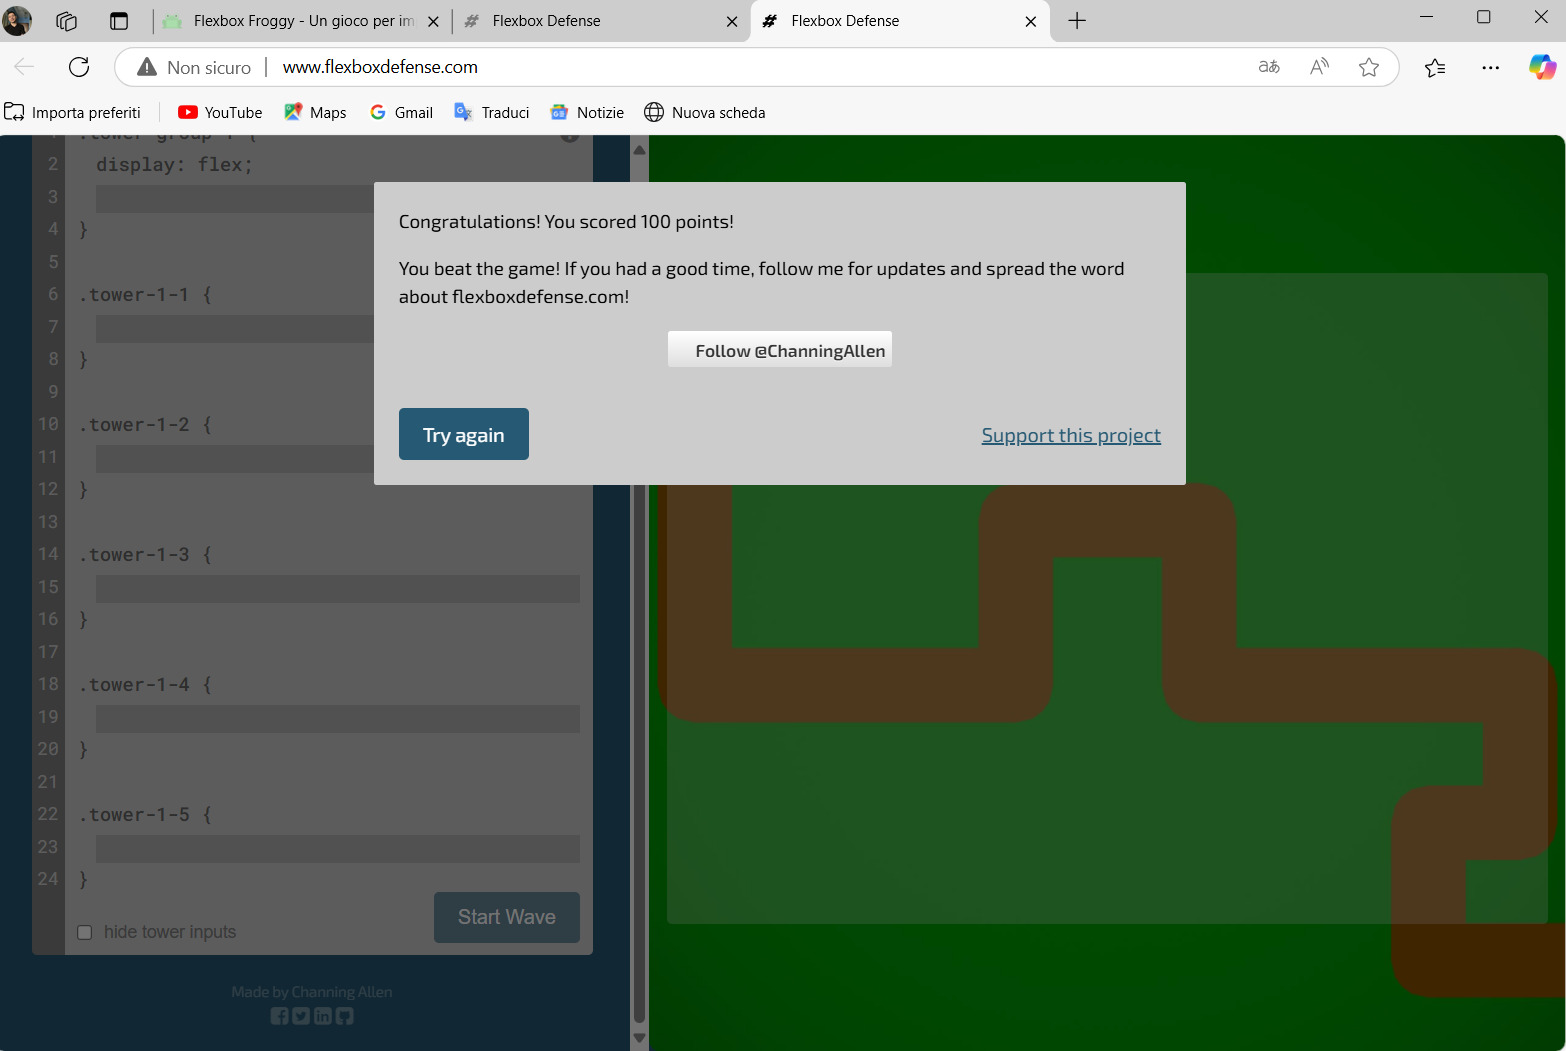 Flexbox Froggy - Un gioco per im
Flexbox Defense
Flexbox Defense
Non sicuro
www.flexboxdefense.com
Importa preferiti
YouTube
Maps
Gmail
Traduci
Notizie
Nuova scheda
2 display: flex;
3
4 }
5
6 .tower-1-1 {
7
8 }
9
10 .tower-1-2 {
11
12 }
13
14 .tower-1-3 {
15
16 }
17
18 .tower-1-4 {
19
20 }
21
22 .tower-1-5 {
23
24 }
hide tower inputs
Start Wave
Made by Channing Allen
Congratulations! You scored 100 points!
You beat the game! If you had a good time, follow me for updates and spread the word
about flexboxdefense.com!
Follow @ChanningAllen
Try again
Support this project